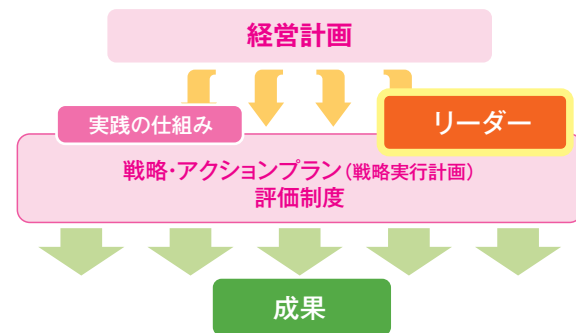 経営計画
実践の仕組み
リーダー
戦略・アクションプラン(戦略実行計画)
評価制度
成果